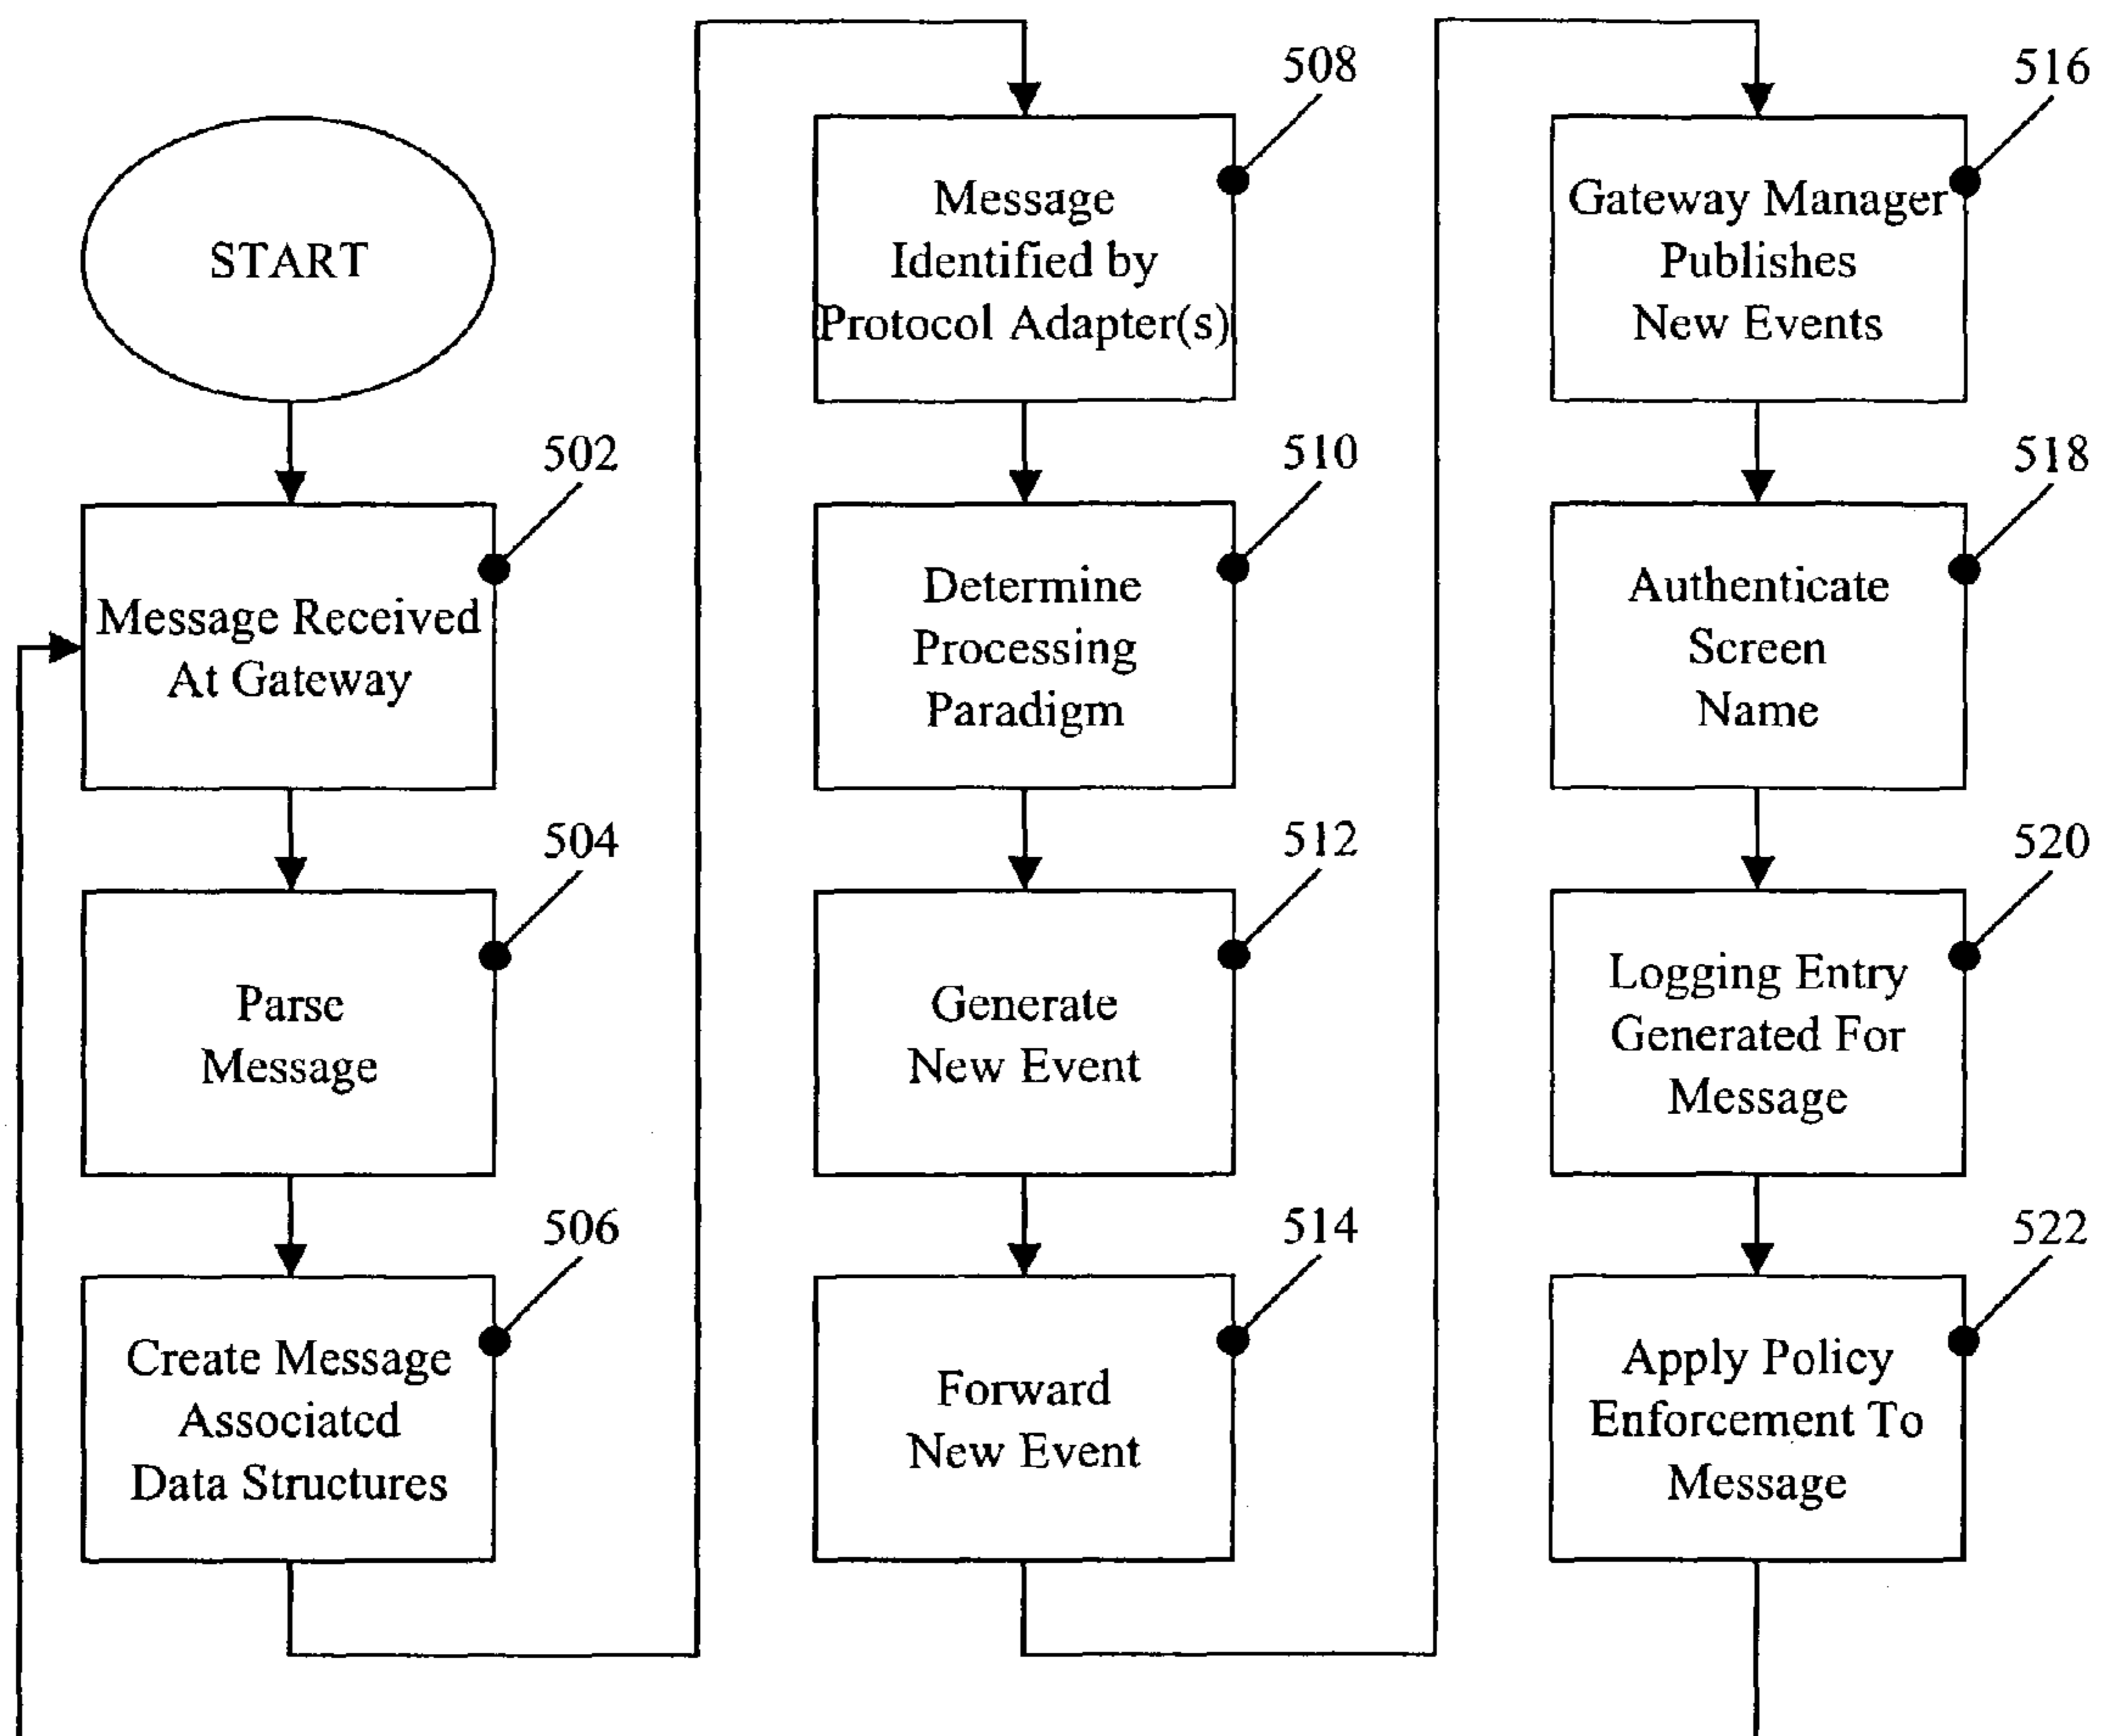 START
502
Message Received
At Gateway
504
Parse
Message
506
Create Message
Associated
Data Structures
508
Message
Identified by
Protocol Adapter(s)
510
Determine
Processing
Paradigm
512
Generate
New Event
514
Forward
New Event
516
Gateway Manager
Publishes
New Events
518
Authenticate
Screen
Name
520
Logging Entry
Generated For
Message
522
Apply Policy
Enforcement To
Message